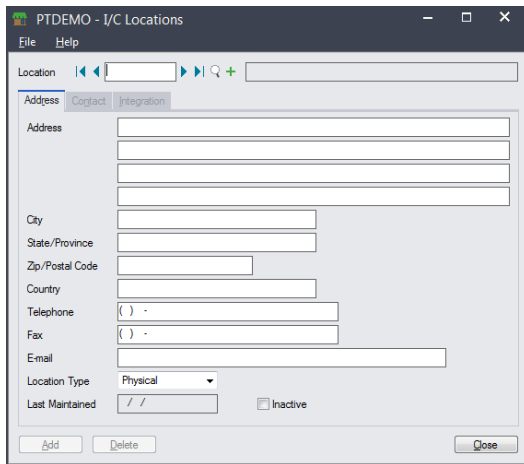 PTDEMO - I/C Locations
File Help
Location
Address Contact Integration
Address
City
State/Province
Zip/Postal Code
Country
Telephone ( ) -
Fax ( ) -
E-mail
Location Type Physical
Last Maintained / / Inactive
Add Delete Close